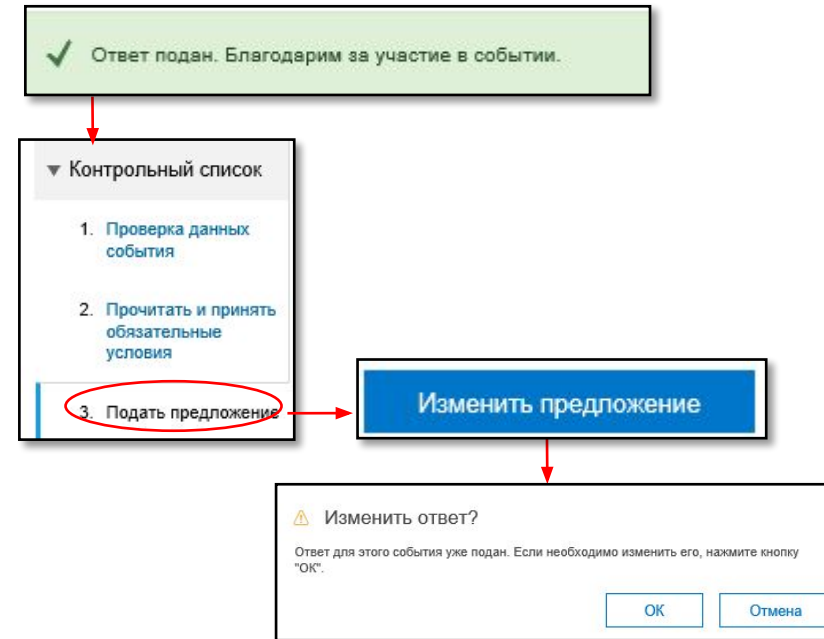 Ответ подан. Благодарим за участие в событии.
Контрольный список
1. Проверка данных
события
2. Прочитать и принять
обязательные
условия
3. Подать предложение
Изменить предложение
Изменить ответ?
Ответ для этого события уже подан. Если необходимо изменить его, нажмите кнопку
"ОК".
ОК
Отмена